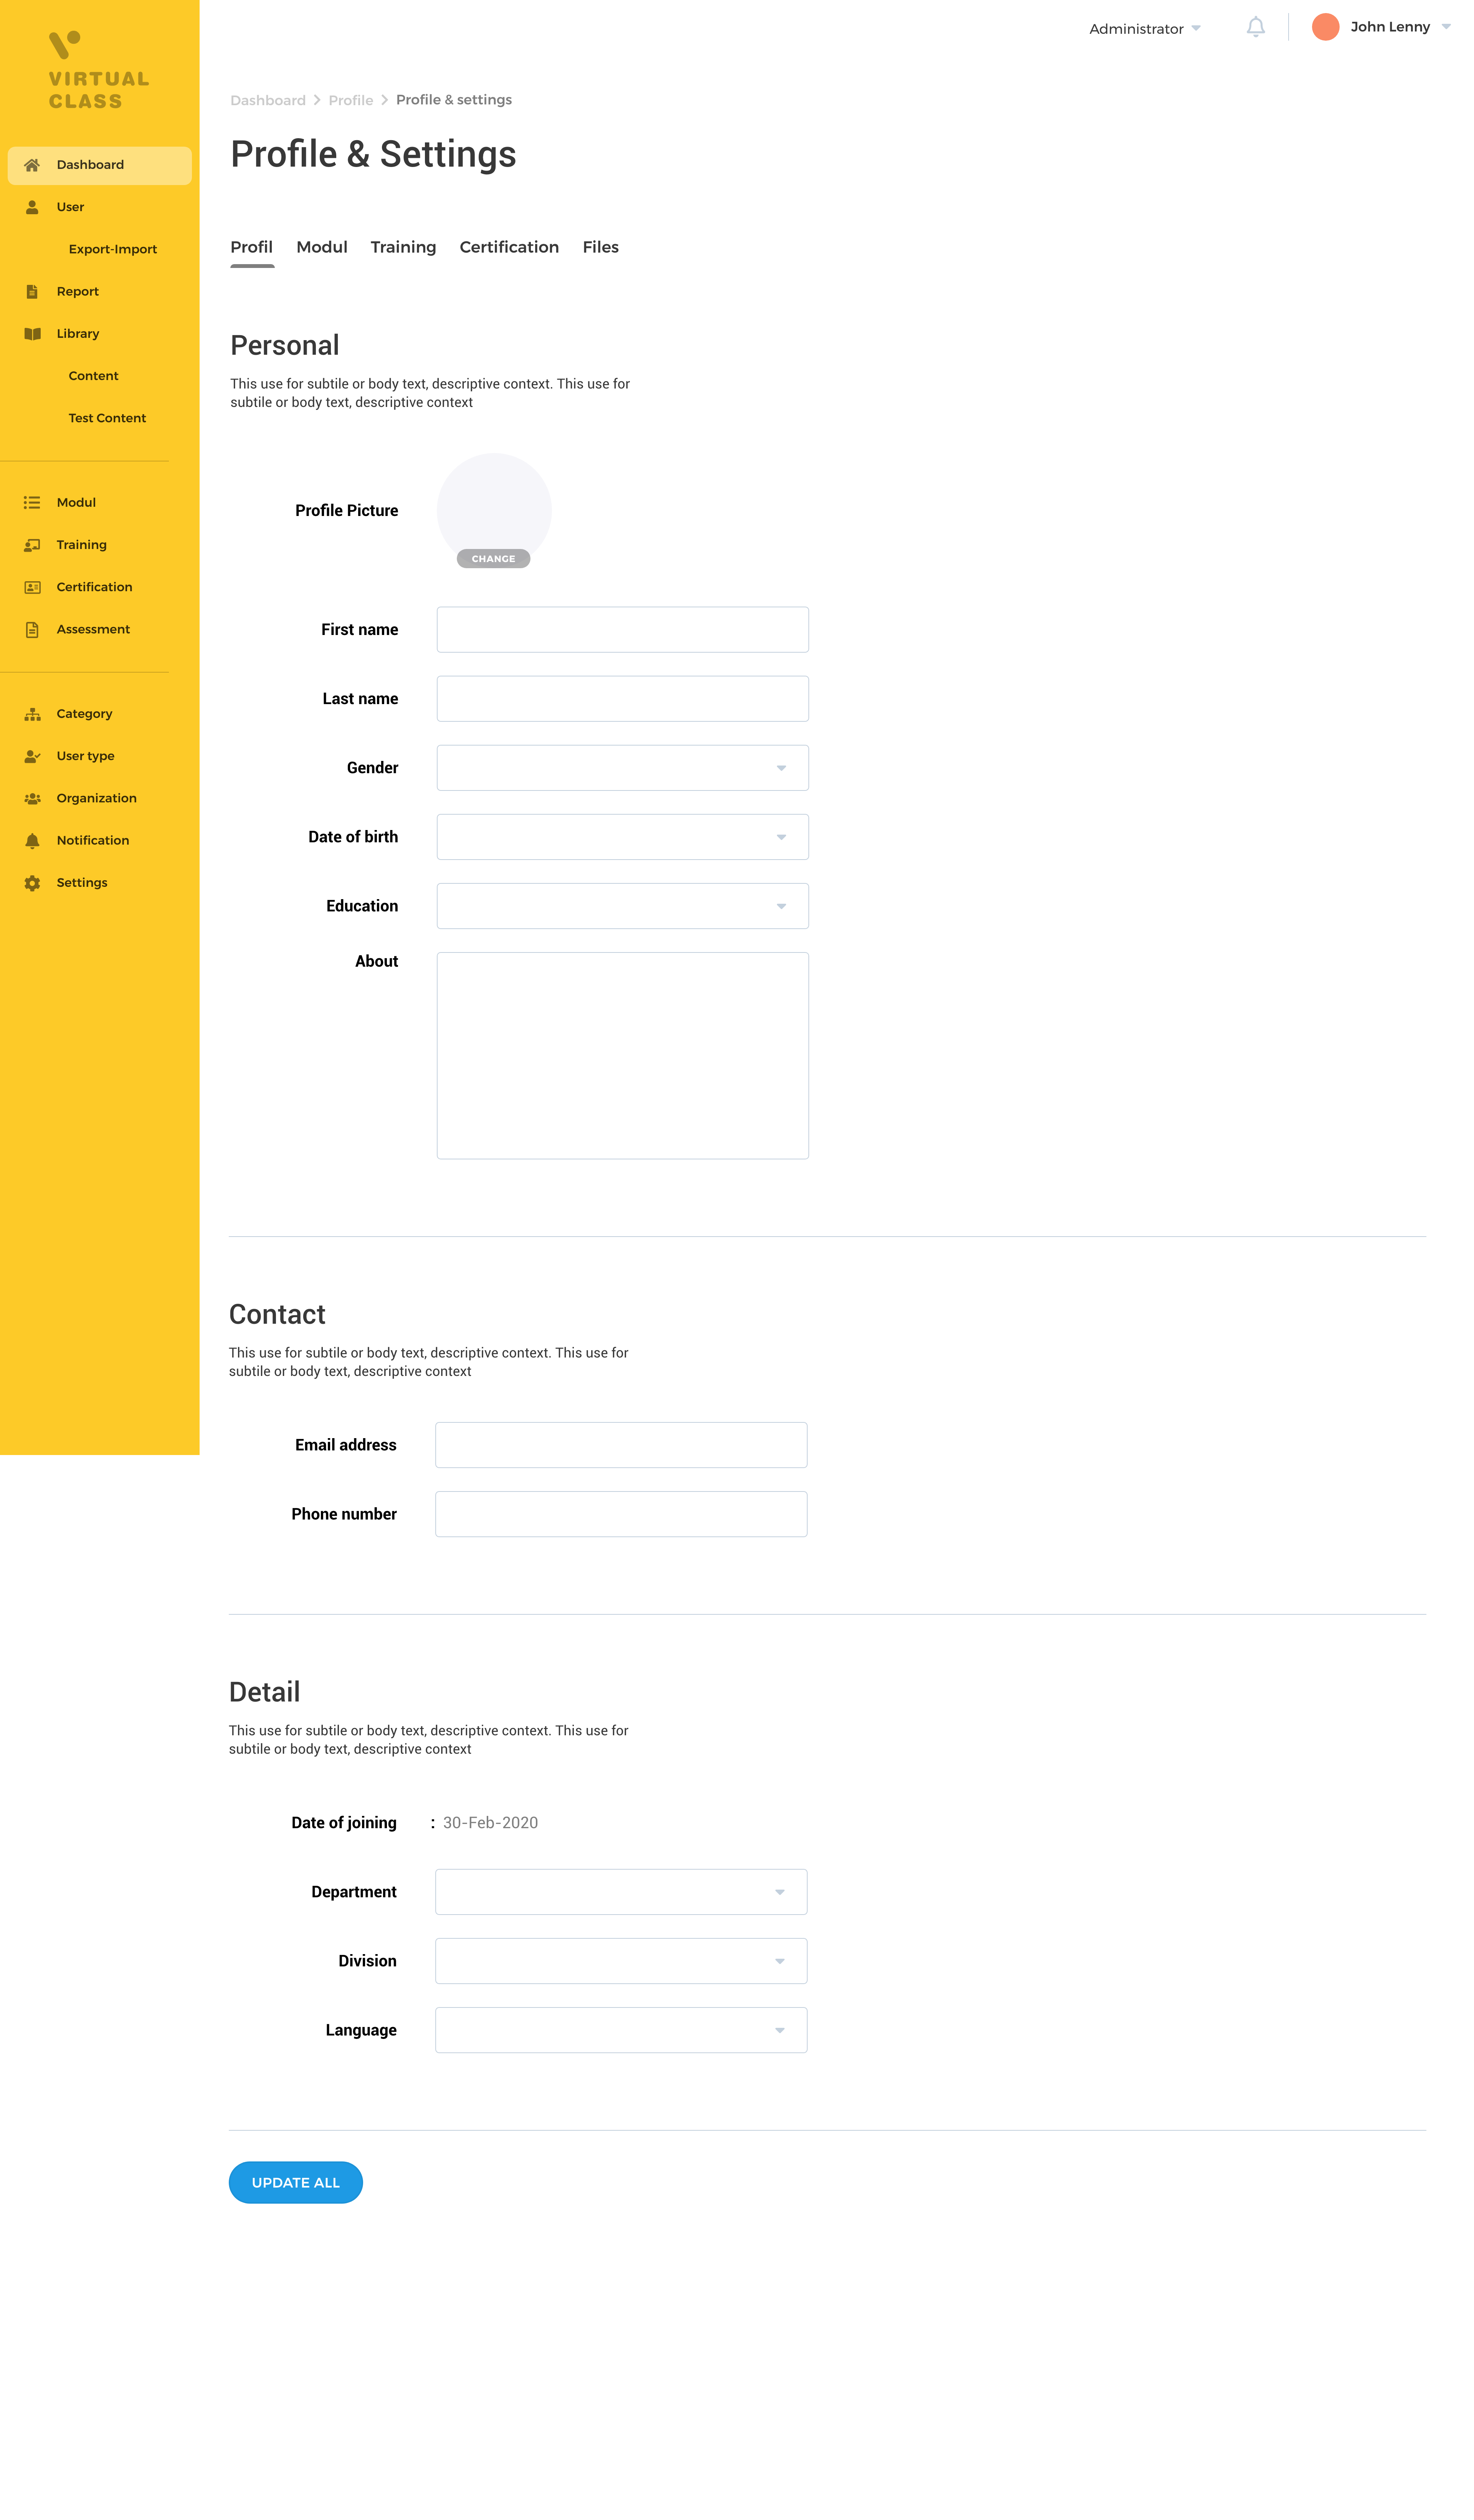 VIRTUAL
CLASS
Dashboard
User
Export-Import
Report
Library
Content
Test Content
Modul
Training
Certification
Assessment
Category
User type
Organization
Notification
Settings
Administrator
John Lenny
Dashboard Profile Profile & settings
Profile & Settings
Profil Modul Training Certification Files
Personal
This use for subtile or body text, descriptive context. This use for
subtile or body text, descriptive context
Profile Picture
CHANGE
First name
Last name
Gender
Date of birth
Education
About
Contact
This use for subtile or body text, descriptive context. This use for
subtile or body text, descriptive context
Email address
Phone number
Detail
This use for subtile or body text, descriptive context. This use for
subtile or body text, descriptive context
Date of joining : 30-Feb-2020
Department
Division
Language
UPDATE ALL